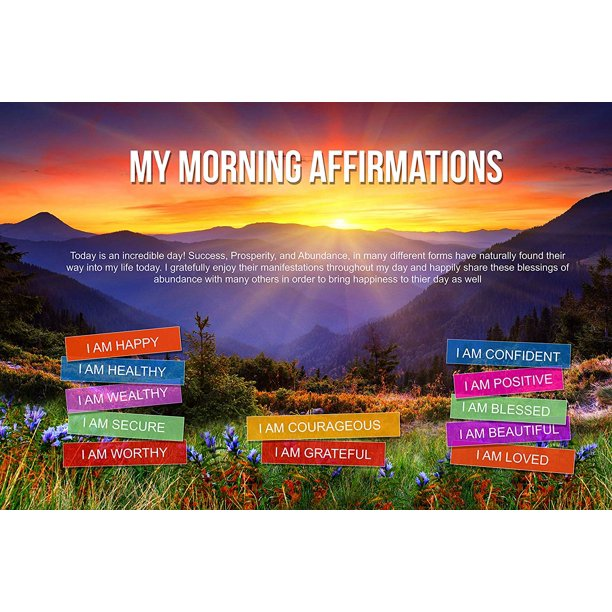 MY MORNING AFFIRMATIONS
Today is an incredible day! Success, Prosperity, and Abundance, in many different forms have naturally found their
way into my life today. I gratefully enjoy their manifestations throughout my day and happily share these blessings of
abundance with many others in order to bring happiness to thier day as well
I AM HAPPY
I AM HEALTHY
I AM WEALTHY
I AM SECURE
I AM WORTHY
I AM COURAGEOUS
I AM GRATEFUL
I AM CONFIDENT
I AM POSITIVE
I AM BLESSED
I AM BEAUTIFUL
I AM LOVED